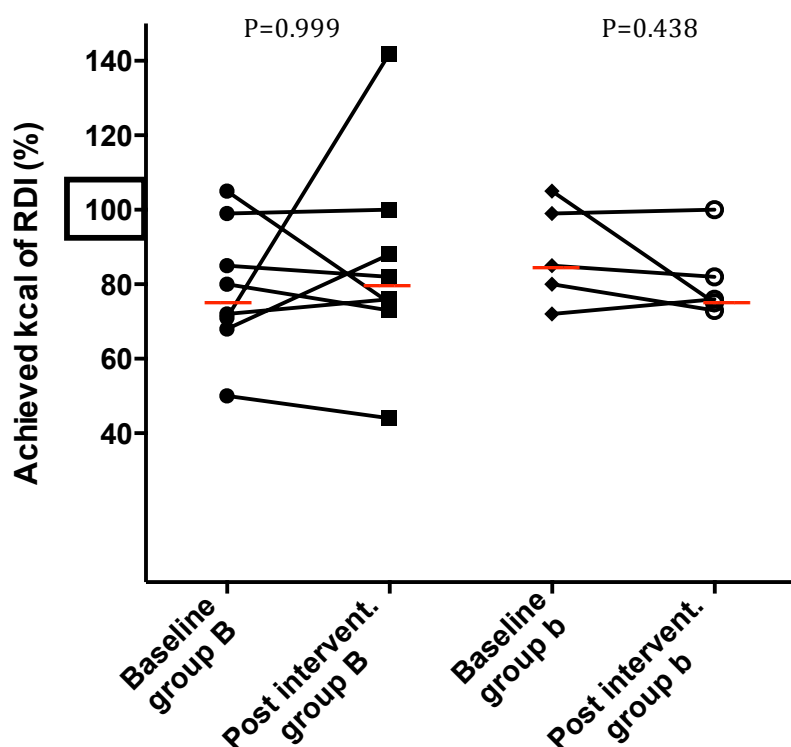 P=0.999
P=0.438
Achieved kcal of RDI (%)
140
120
100
80
60
40
Baseline
group B
Post intervent.
group B
Baseline
group b
Post intervent.
group b